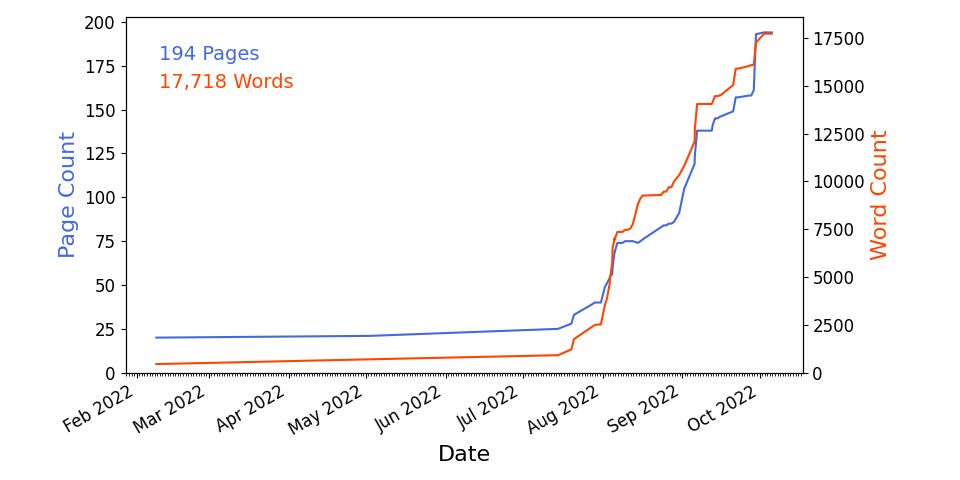 194 Pages
17,718 Words
Page Count
200
175
150
125
100
75
50
25
0
17500
15000
12500
10000
7500
5000
2500
0
Word Count
Feb 2022
Mar 2022
Apr 2022
May 2022
Jun 2022
Jul 2022
Aug 2022
Sep 2022
Oct 2022
Date